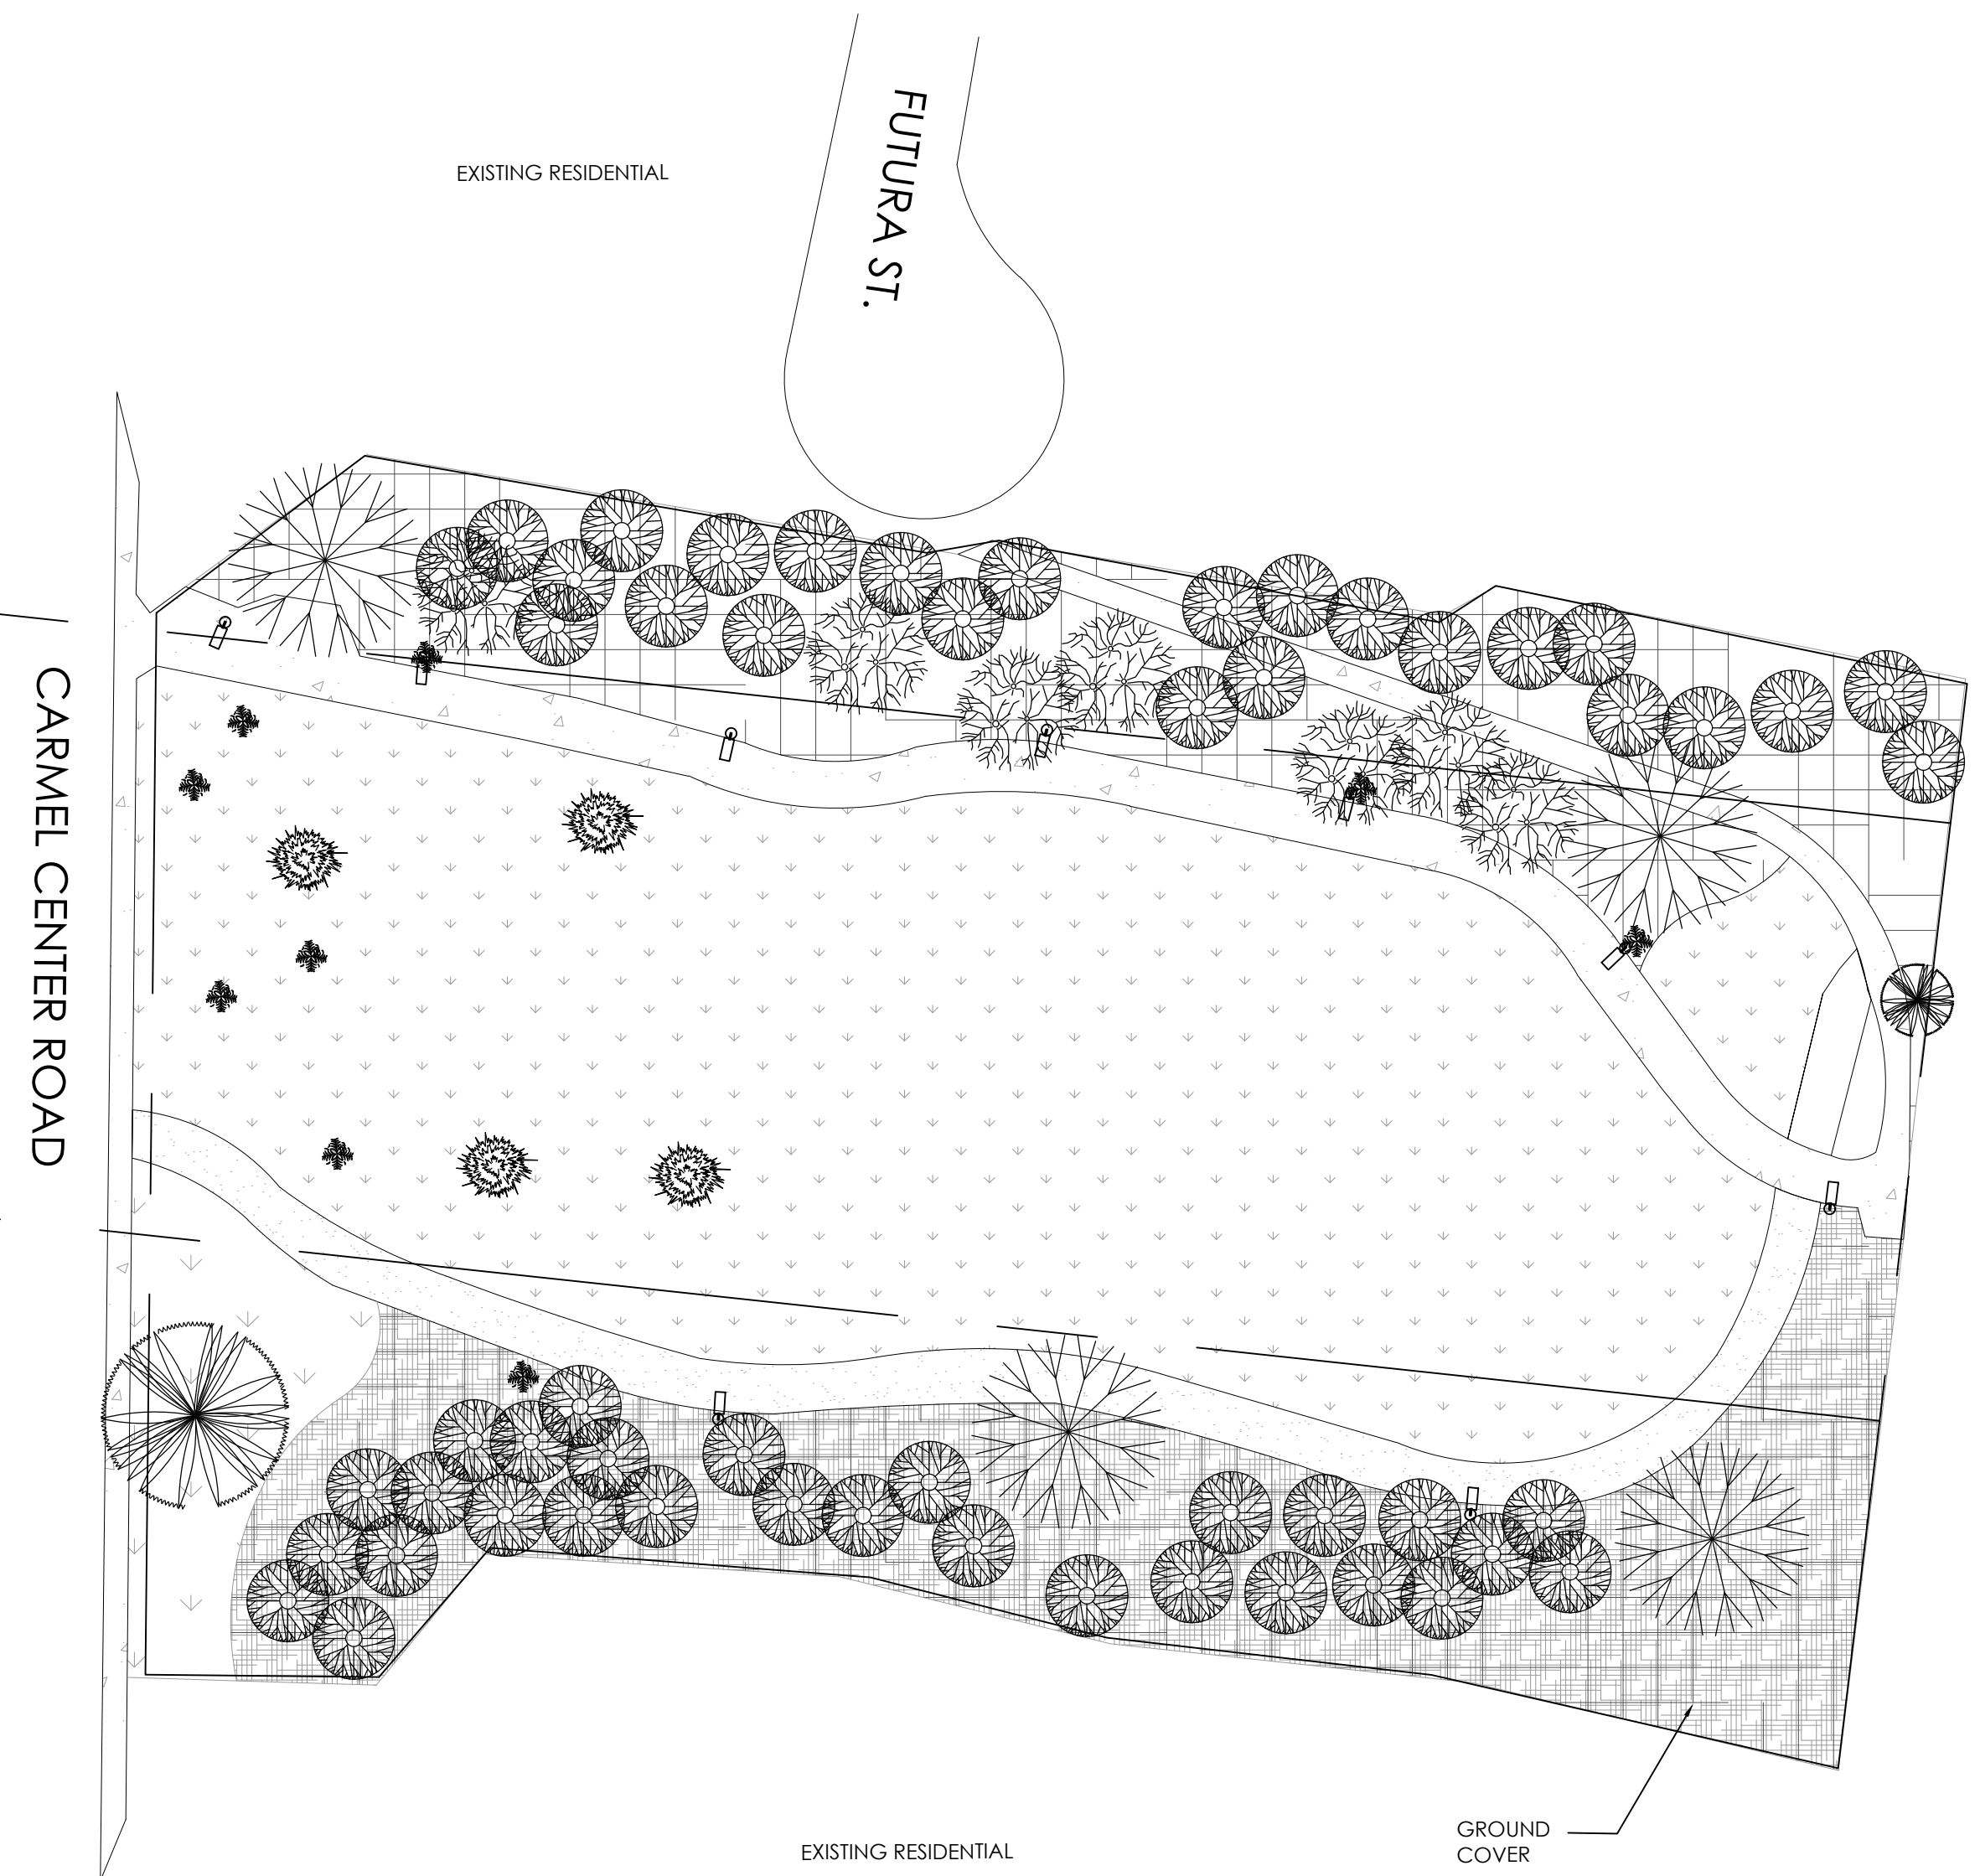 FUTURA ST.
EXISTING RESIDENTIAL
CARMEL CENTER ROAD
GROUND
COVER
EXISTING RESIDENTIAL